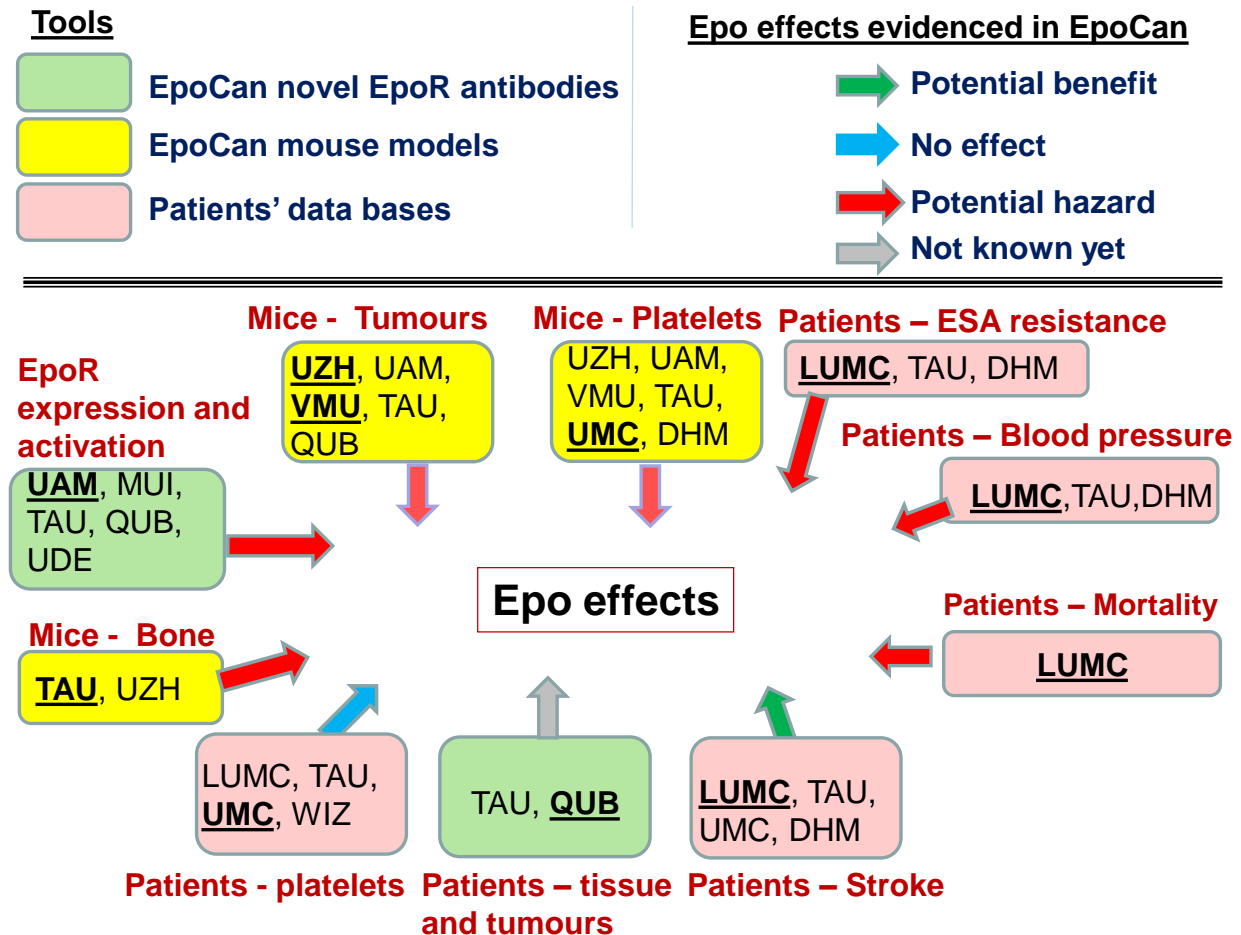 Tools
EpoCan novel EpoR antibodies
EpoCan mouse models
Patients’ data bases
Epo effects evidenced in EpoCan
Potential benefit
No effect
Potential hazard
Not known yet
Mice - Tumours
UZH, UAM,
VMU, TAU,
QUB
Mice - Platelets
UZH, UAM,
VMU, TAU,
UMC, DHM
Patients – ESA resistance
LUMC, TAU, DHM
EpoR
expression and
activation
UAM, MUI,
TAU, QUB,
UDE
Patients – Blood pressure
LUMC,TAU,DHM
Epo effects
Patients – Mortality
LUMC
Mice - Bone
TAU, UZH
LUMC, TAU,
UMC, WIZ
Patients - platelets
TAU, QUB
Patients – tissue
and tumours
LUMC, TAU,
UMC, DHM
Patients – Stroke